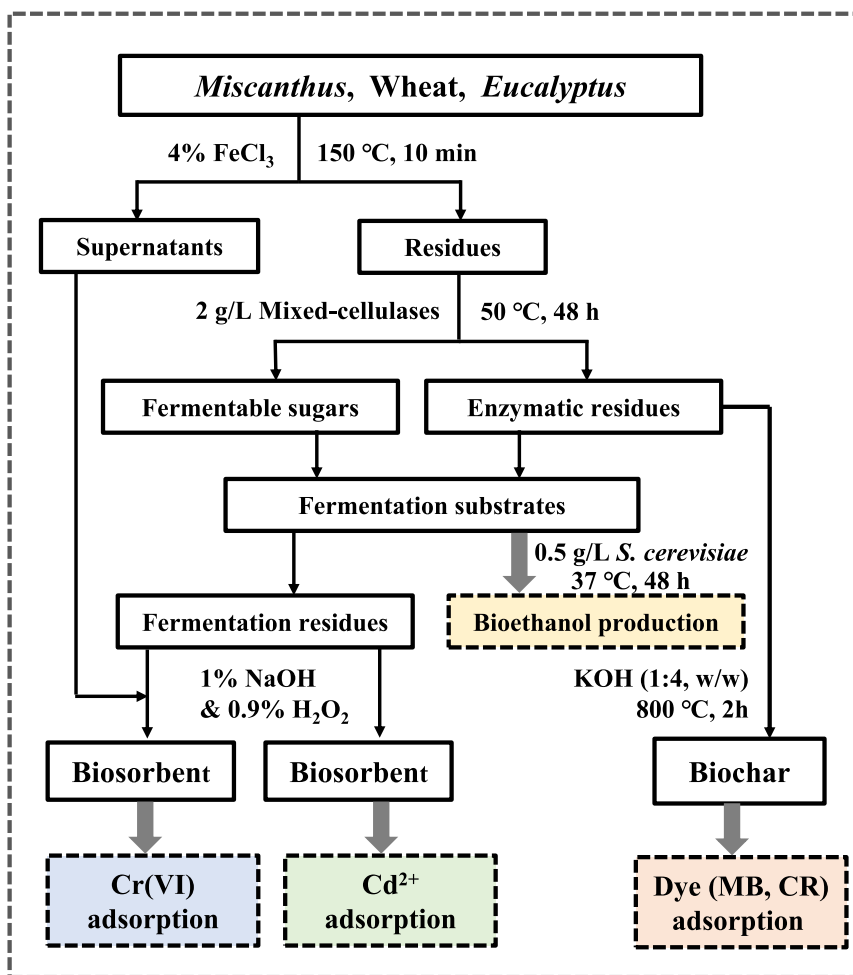 Miscanthus, Wheat, Eucalyptus
4% FeCl₃
150 ℃, 10 min
Supernatants
Residues
2 g/L Mixed-cellulases
50 ℃, 48 h
Fermentable sugars
Enzymatic residues
Fermentation substrates
0.5 g/L S. cerevisiae
37 ℃, 48 h
Fermentation residues
Bioethanol production
1% NaOH
& 0.9% H₂O₂
KOH (1:4, w/w)
800 ℃, 2h
Biosorbent
Biosorbent
Biochar
Cr(VI)
adsorption
Cd²⁺
adsorption
Dye (MB, CR)
adsorption